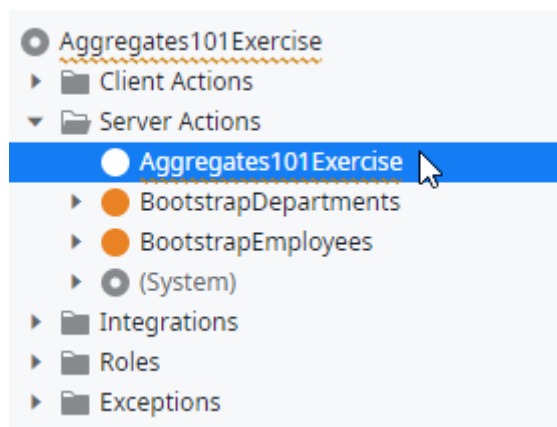 Aggregates101Exercise
Client Actions
Server Actions
Aggregates101Exercise
BootstrapDepartments
BootstrapEmployees
(System)
Integrations
Roles
Exceptions